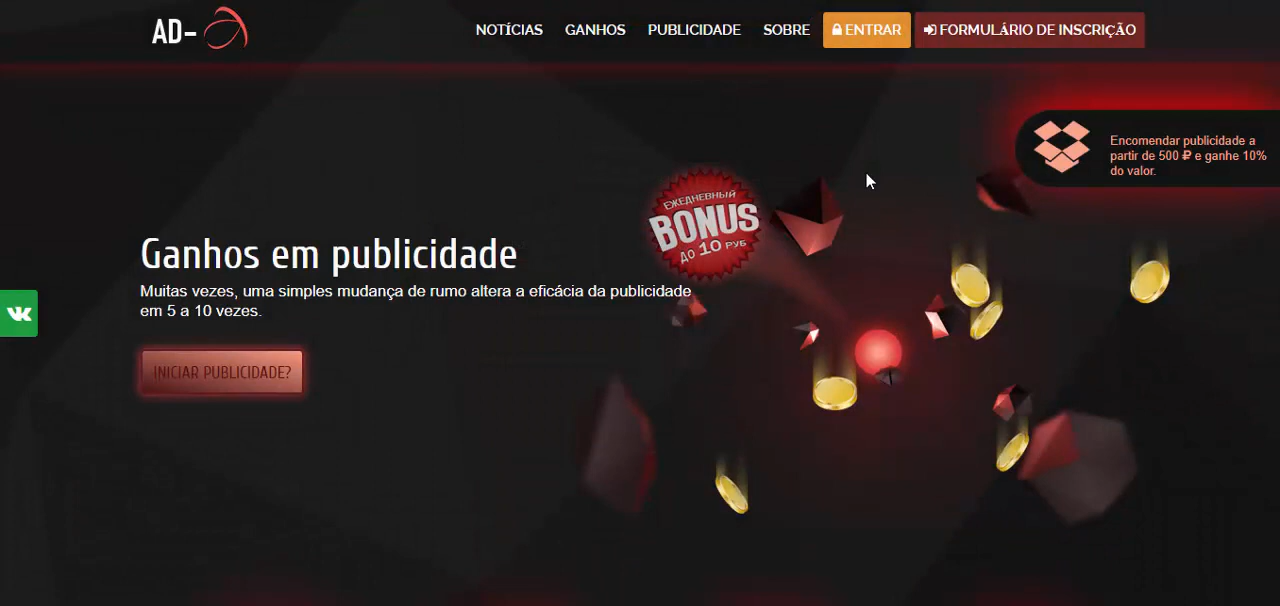 AD-
NOTÍCIAS
GANHOS
PUBLICIDADE
SOBRE
ENTRAR
FORMULÁRIO DE INSCRIÇÃO
Encomendar publicidade a
partir de 500 ₽ e ganhe 10%
do valor.
ЕЖЕДНЕВНЫЙ
BONUS
ДО 10 РУБ
Ganhos em publicidade
Muitas vezes, uma simples mudança de rumo altera a eficácia da publicidade
em 5 a 10 vezes.
INICIAR PUBLICIDADE?